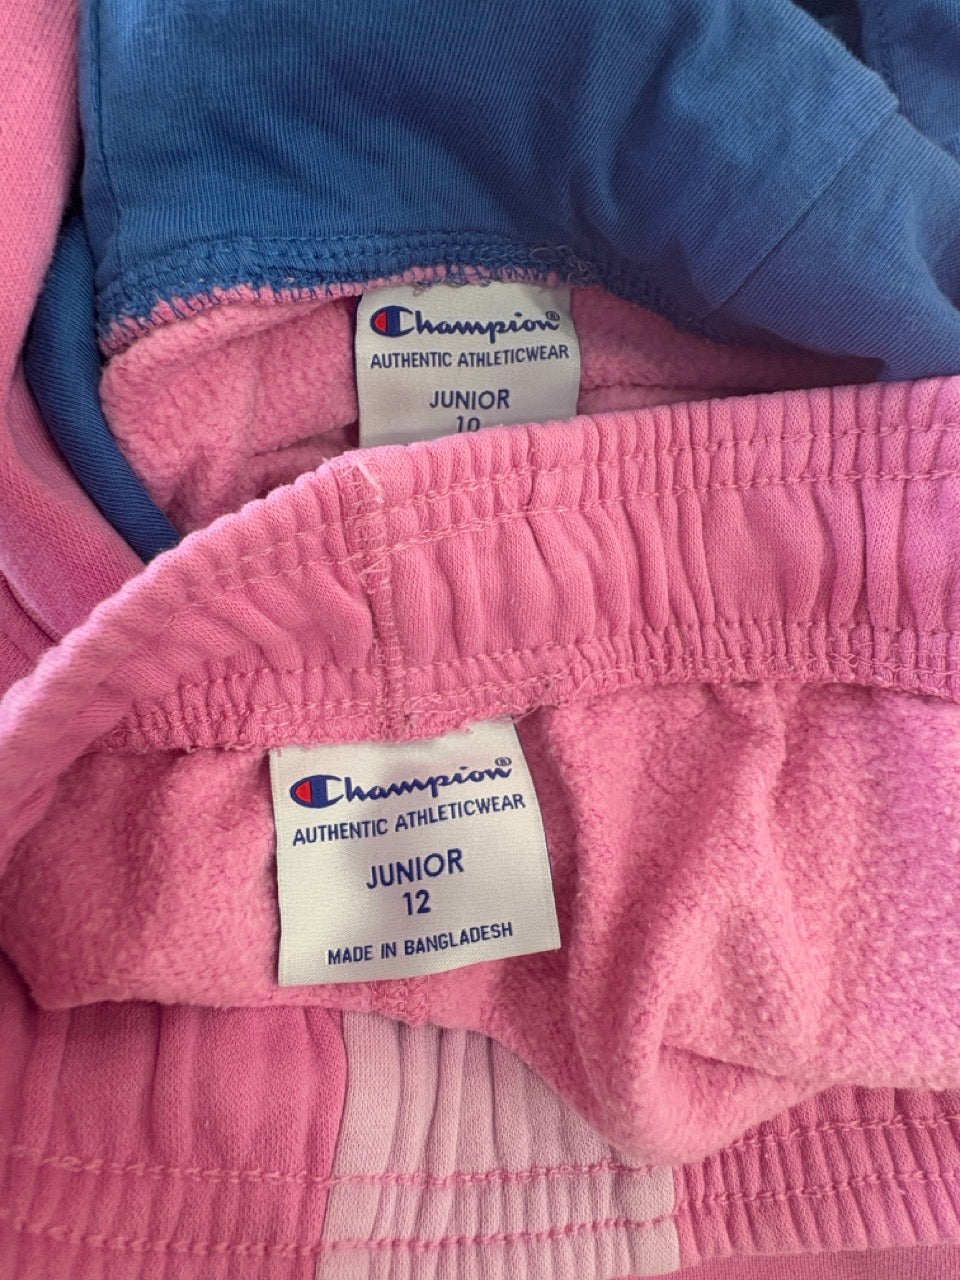 Champion®
AUTHENTIC ATHLETICWEAR
JUNIOR
10
Champion®
AUTHENTIC ATHLETICWEAR
JUNIOR
12
MADE IN BANGLADESH